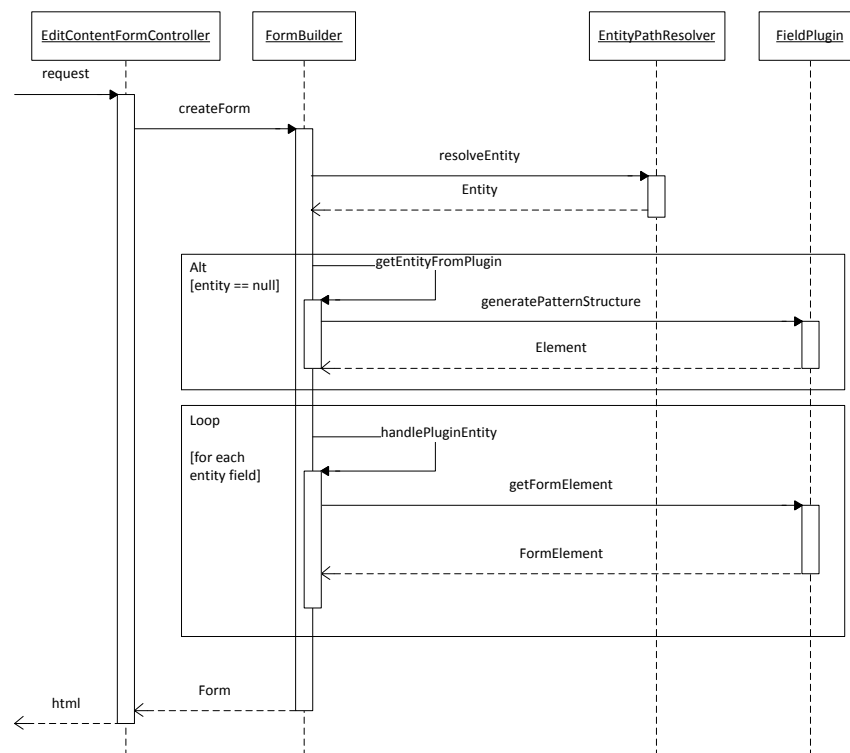 EditContentFormController
FormBuilder
EntityPathResolver
FieldPlugin
request
createForm
resolveEntity
Entity
Alt
[entity == null]
getEntityFromPlugin
generatePatternStructure
Element
Loop
[for each
entity field]
handlePluginEntity
getFormElement
FormElement
Form
html